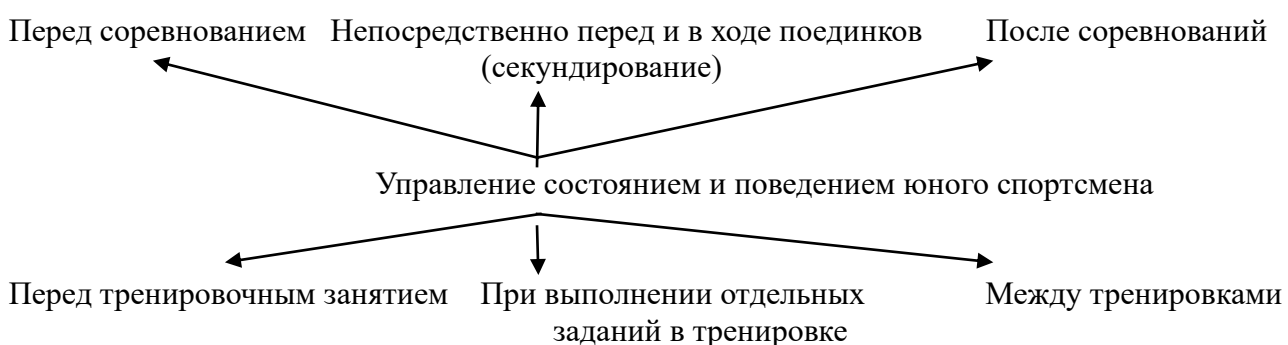 Перед соревнованием Непосредственно перед и в ходе поединков После соревнований
(секундирование)
Управление состоянием и поведением юного спортсмена
Перед тренировочным занятием При выполнении отдельных Между тренировками
заданий в тренировке